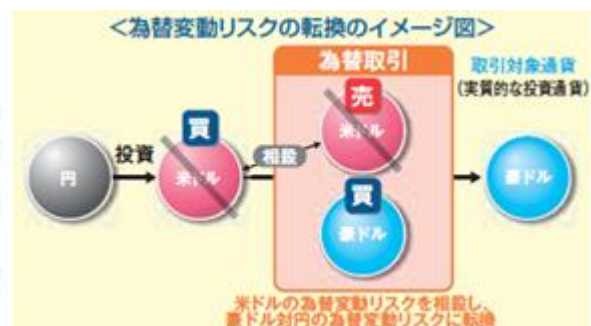 ＜為替変動リスクの転換のイメージ図＞
為替取引
取引対象通貨
(実質的な投資通貨)
売
米ドル
買
投資
相殺
円
米ドル
豪ドル
買
豪ドル
米ドルの為替変動リスクを相殺し、
豪ドル対円の為替変動リスクに転換